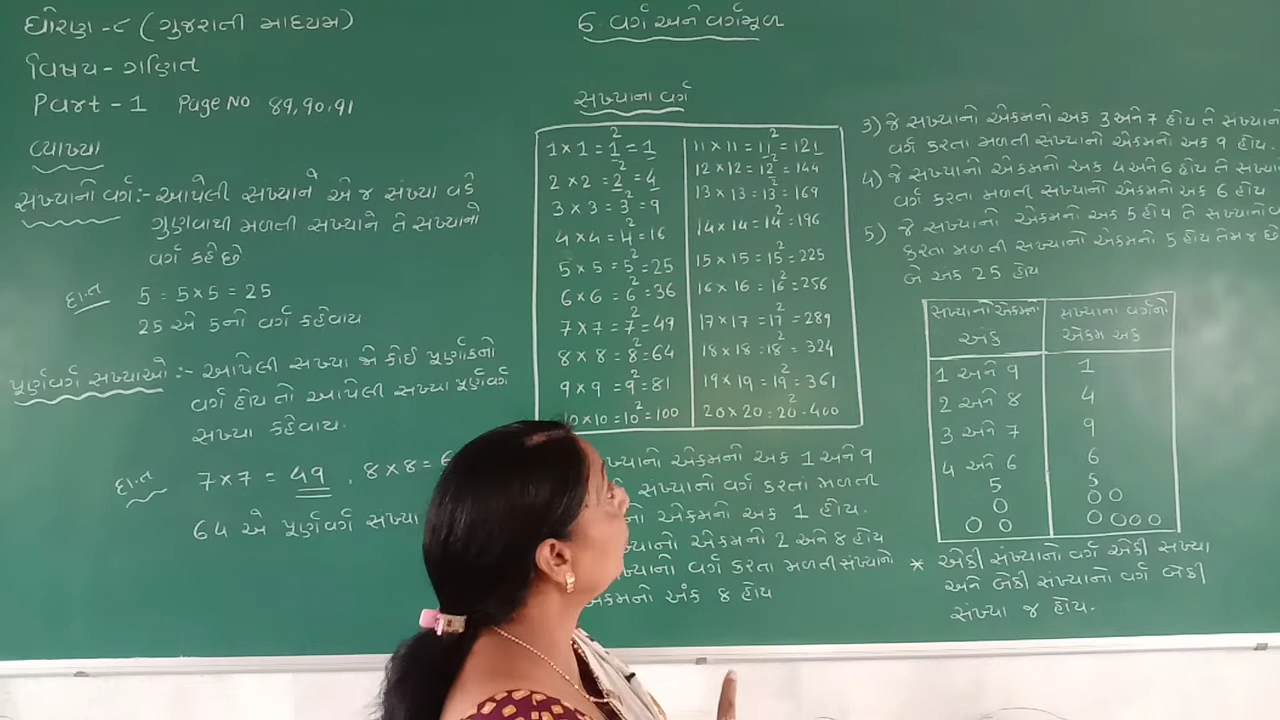 ધોરણ-૮ (ગુજરાતી માધ્યમ)
વિષય- ગણિત
Part - 1 Page No 89,90,91
વ્યાખ્યા
સંખ્યાનો વર્ગ:- આપેલી સંખ્યાને એ જ સંખ્યા વડે
ગુણવાથી મળતી સંખ્યાને તે સંખ્યાનો
વર્ગ કહે છે
દા.ત 5 = 5×5 = 25
25 એ 5નો વર્ગ કહેવાય
પૂર્ણવર્ગ સંખ્યાઓ:- આપેલી સંખ્યા જો કોઈ પૂર્ણાંકનો
વર્ગ હોય તો આપેલી સંખ્યા પૂર્ણવર્ગ
સંખ્યા કહેવાય.
દા.ત 7×7 = 49, 8×8 = 6
64 એ પૂર્ણવર્ગ સંખ્યા
6. વર્ગ અને વર્ગમૂળ
સંખ્યાના વર્ગ
1×1 = 1² = 1
2×2 = 2² = 4
3×3 = 3² = 9
4×4 = 4² = 16
5×5 = 5² = 25
6×6 = 6² = 36
7×7 = 7² = 49
8×8 = 8² = 64
9×9 = 9² = 81
10×10 = 10² = 100
11×11 = 11² = 121
12×12 = 12² = 144
13×13 = 13² = 169
14×14 = 14² = 196
15×15 = 15² = 225
16×16 = 16² = 256
17×17 = 17² = 289
18×18 = 18² = 324
19×19 = 19² = 361
20×20 = 20² = 400
એકમનો અંક 1 અને 9
સંખ્યાનો વર્ગ કરતાં મળતી
એકમનો અંક 1 હોય.
એકમનો 2 અને 8 હોય
વર્ગ કરતા મળતી સંખ્યાનો
એકમનો અંક 8 હોય
3) જે સંખ્યાનો એકમનો અંક 3 અને 7 હોય તે સંખ્યાનો
વર્ગ કરતા મળતી સંખ્યાનો એકમનો અંક 9 હોય.
4) જે સંખ્યાનો એકમનો અંક 4 અને 6 હોય તે
વર્ગ કરતા મળતી સંખ્યાનો એકમનો અંક 6 હોય
5) જે સંખ્યાનો એકમનો અંક 5 હોય તે સંખ્યાનો
કરતા મળતી સંખ્યાનો એકમનો 5 હોય તેમજ છે
બે અંક 25 હોય
સંખ્યાનો એકમનો અંક
સંખ્યાના વર્ગનો એકમ અંક
1 અને 9 1
2 અને 8 4
3 અને 7 9
4 અને 6 6
5 5
0 00
00 0000
* એકી સંખ્યાનો વર્ગ એકી સંખ્યા
અને બેકી સંખ્યાનો વર્ગ બેકી
સંખ્યા જ હોય.